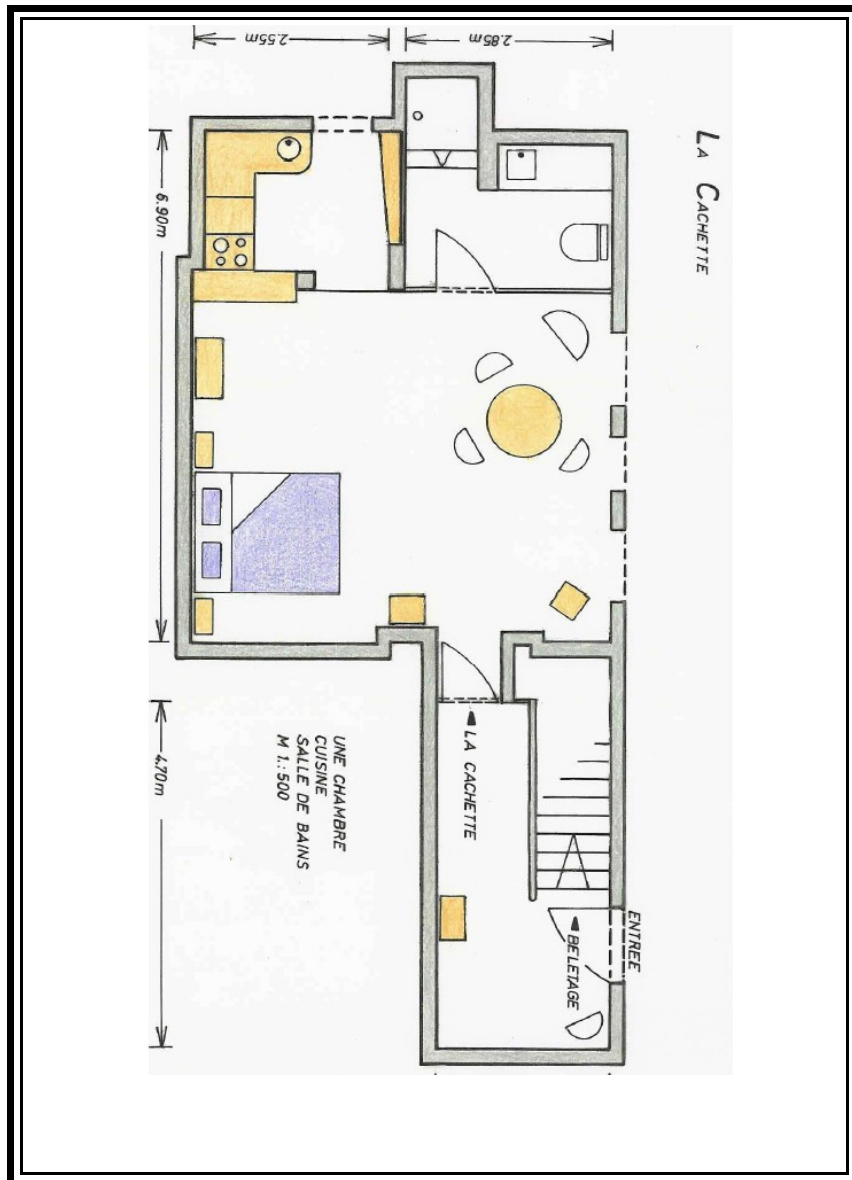 LA CACHETTE
2.55m
2.85m
6.90m
4.70m
UNE CHAMBRE
CUISINE
SALLE DE BAINS
M 1.:500
LA CACHETTE
BELETAGE
ENTREE